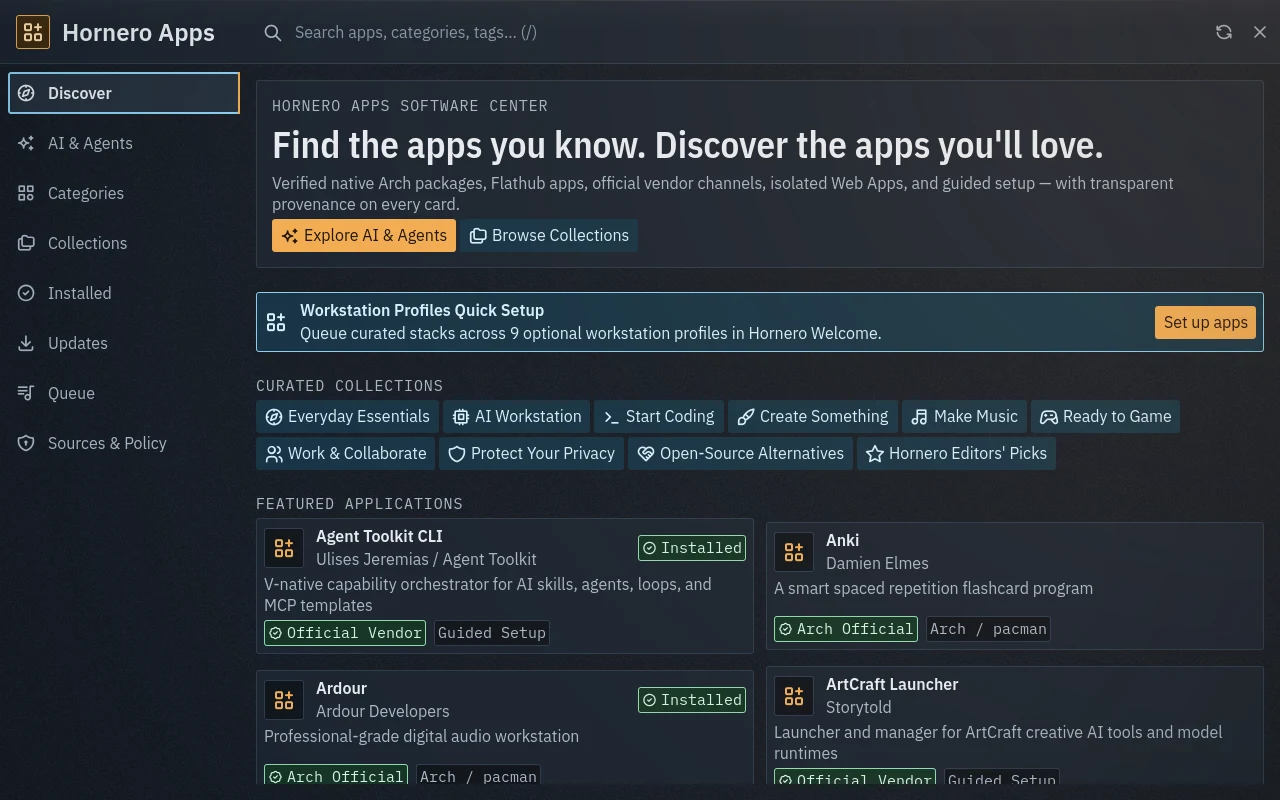 Hornero Apps
Search apps, categories, tags... (/)
Discover
AI & Agents
Categories
Collections
Installed
Updates
Queue
Sources & Policy
HORNERO APPS SOFTWARE CENTER
Find the apps you know. Discover the apps you'll love.
Verified native Arch packages, Flathub apps, official vendor channels, isolated Web Apps, and guided setup — with transparent
provenance on every card.
Explore AI & Agents
Browse Collections
Workstation Profiles Quick Setup
Queue curated stacks across 9 optional workstation profiles in Hornero Welcome.
Set up apps
CURATED COLLECTIONS
Everyday Essentials
AI Workstation
Start Coding
Create Something
Make Music
Ready to Game
Work & Collaborate
Protect Your Privacy
Open-Source Alternatives
Hornero Editors' Picks
FEATURED APPLICATIONS
Agent Toolkit CLI
Ulises Jeremias / Agent Toolkit
Installed
V-native capability orchestrator for AI skills, agents, loops, and
MCP templates
Official Vendor
Guided Setup
Anki
Damien Elmes
A smart spaced repetition flashcard program
Arch Official
Arch / pacman
Ardour
Ardour Developers
Installed
Professional-grade digital audio workstation
Arch Official
Arch / pacman
ArtCraft Launcher
Storytold
Launcher and manager for ArtCraft creative AI tools and model
runtimes
Official Vendor
Guided Setup